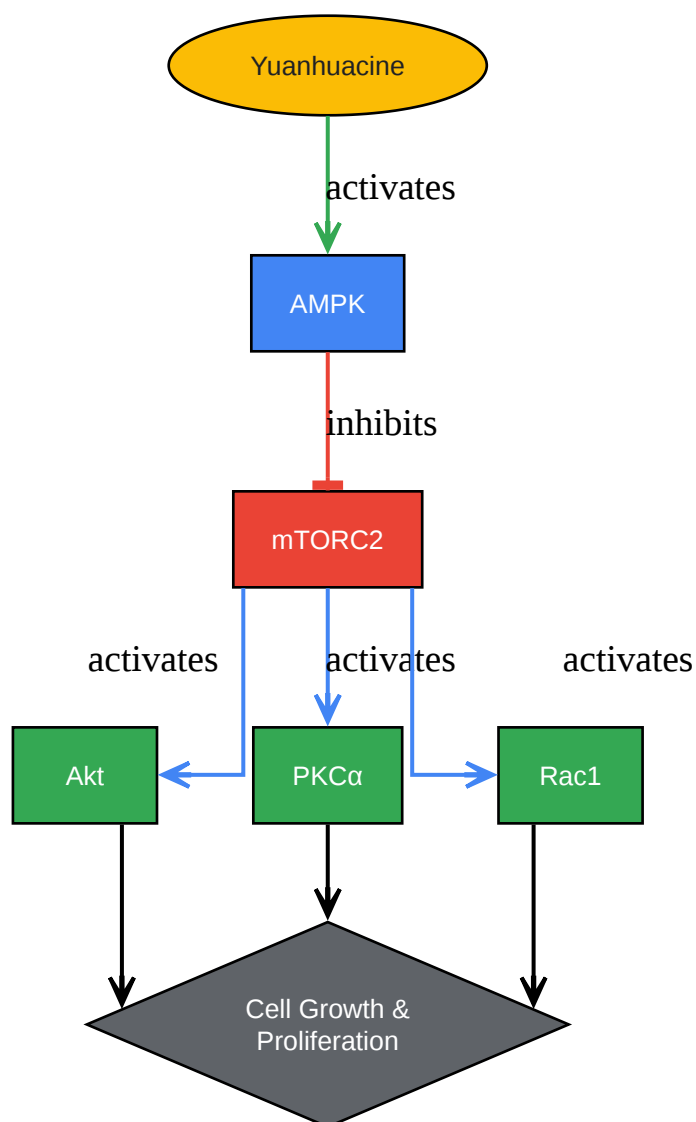 Yuanhuacine
activates
AMPK
inhibits
mTORC2
activates activates activates
Akt PKCα Rac1
Cell Growth &
Proliferation